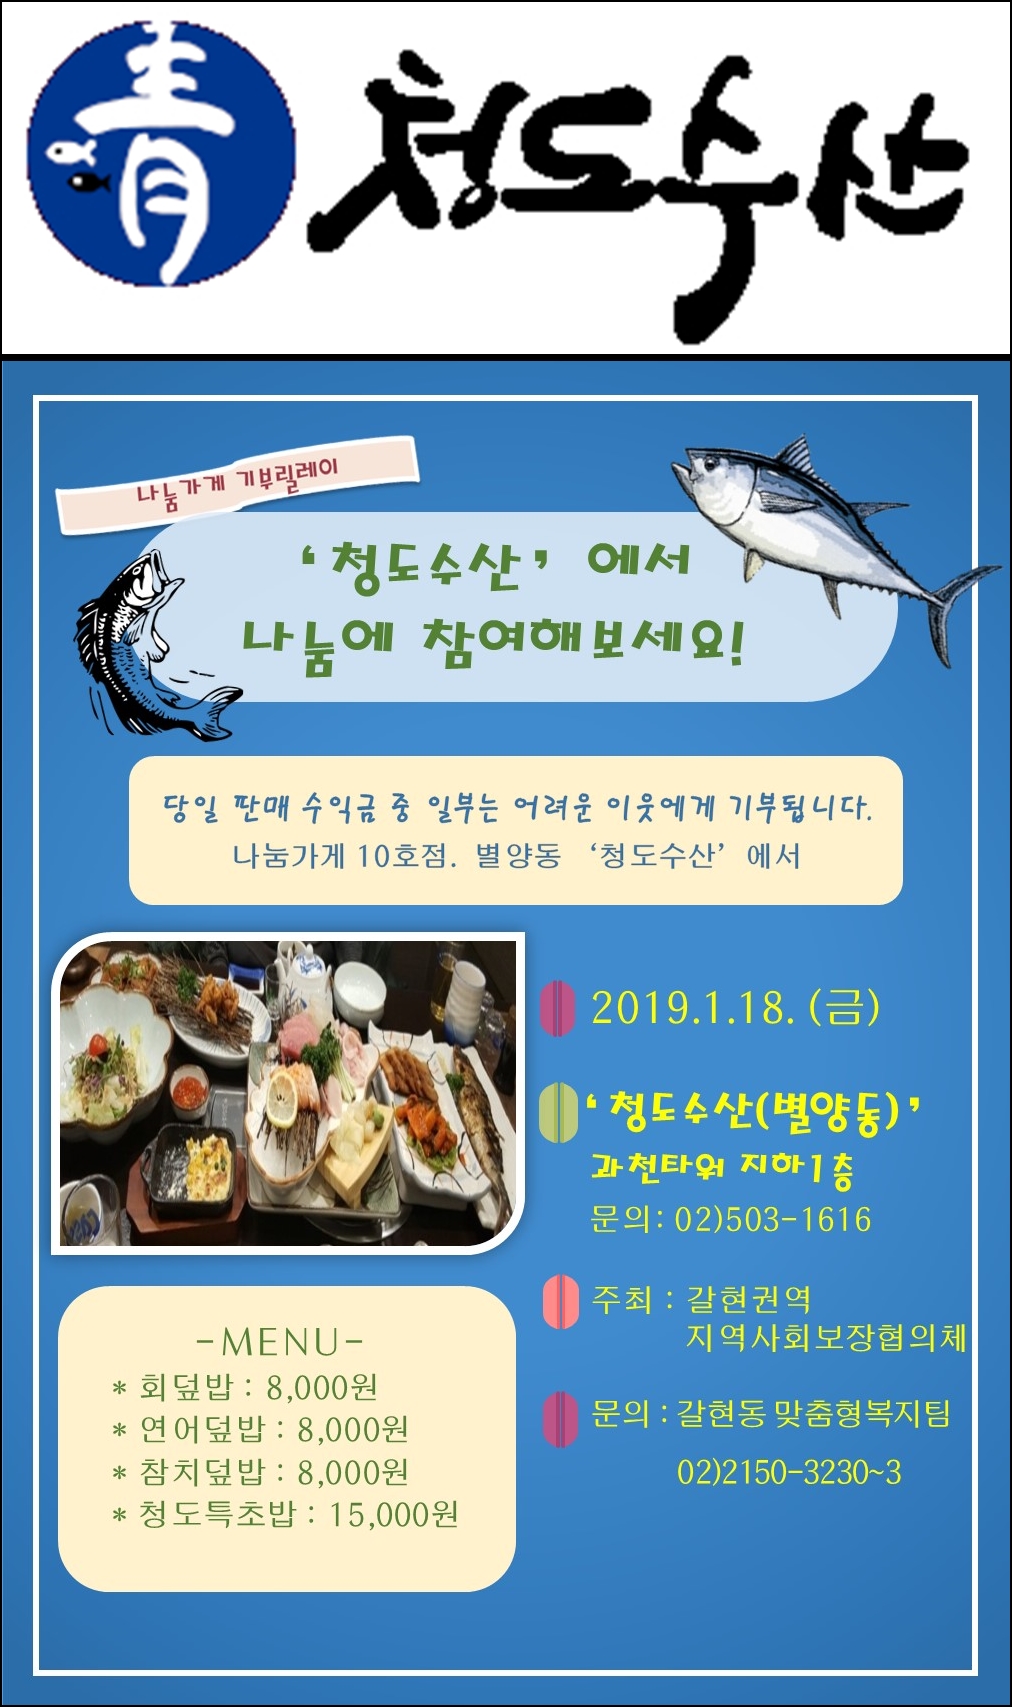 青 청도수산
나눔가게 기부릴레이
‘청도수산’ 에서
나눔에 참여해보세요!
당일 판매 수익금 중 일부는 어려운 이웃에게 기부됩니다.
나눔가게 10호점. 별양동 ‘청도수산’ 에서
2019.1.18. (금)
‘청도수산(별양동)’
과천타워 지하1층
문의: 02)503-1616
주최 : 갈현권역
지역사회보장협의체
문의 : 갈현동 맞춤형복지팀
02)2150-3230~3
-MENU-
* 회덮밥 : 8,000원
* 연어덮밥 : 8,000원
* 참치덮밥 : 8,000원
* 청도특초밥 : 15,000원